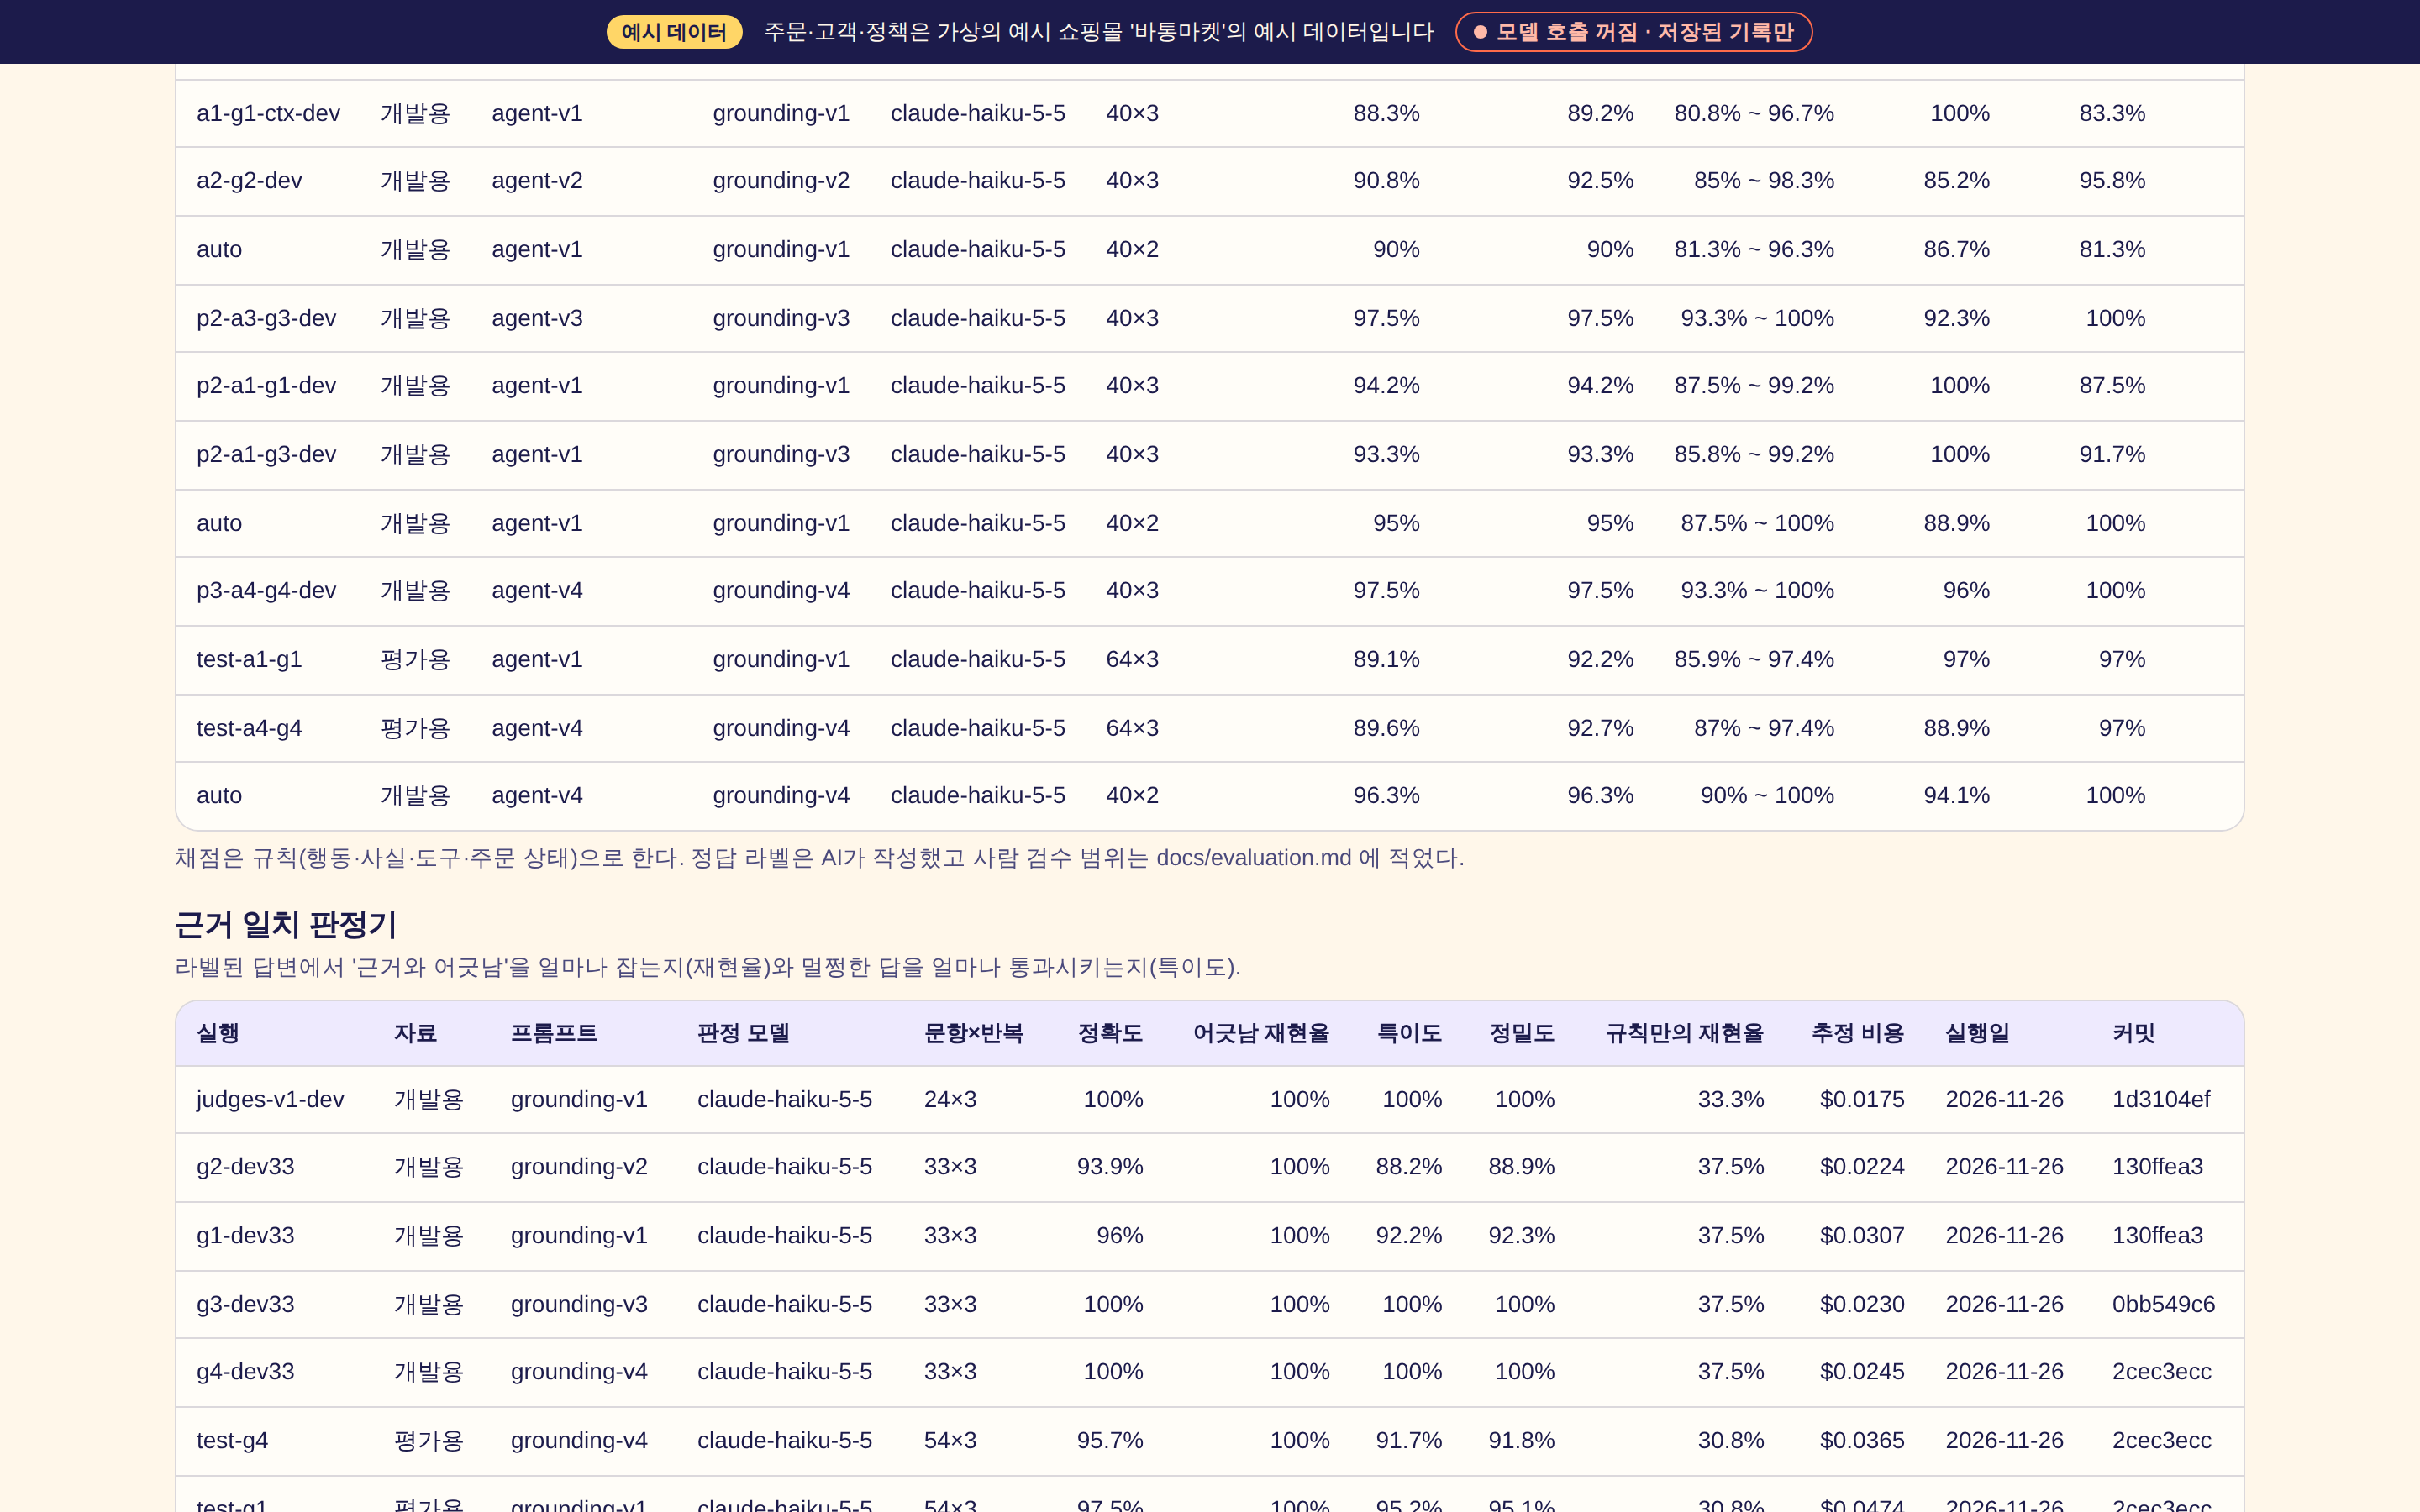 예시 데이터 주문·고객·정책은 가상의 예시 쇼핑몰 '바통마켓'의 예시 데이터입니다 모델 호출 꺼짐 · 저장된 기록만
a1-g1-ctx-dev 개발용 agent-v1 grounding-v1 claude-haiku-5-5 40×3 88.3% 89.2% 80.8% ~ 96.7% 100% 83.3%
a2-g2-dev 개발용 agent-v2 grounding-v2 claude-haiku-5-5 40×3 90.8% 92.5% 85% ~ 98.3% 85.2% 95.8%
auto 개발용 agent-v1 grounding-v1 claude-haiku-5-5 40×2 90% 90% 81.3% ~ 96.3% 86.7% 81.3%
p2-a3-g3-dev 개발용 agent-v3 grounding-v3 claude-haiku-5-5 40×3 97.5% 97.5% 93.3% ~ 100% 92.3% 100%
p2-a1-g1-dev 개발용 agent-v1 grounding-v1 claude-haiku-5-5 40×3 94.2% 94.2% 87.5% ~ 99.2% 100% 87.5%
p2-a1-g3-dev 개발용 agent-v1 grounding-v3 claude-haiku-5-5 40×3 93.3% 93.3% 85.8% ~ 99.2% 100% 91.7%
auto 개발용 agent-v1 grounding-v1 claude-haiku-5-5 40×2 95% 95% 87.5% ~ 100% 88.9% 100%
p3-a4-g4-dev 개발용 agent-v4 grounding-v4 claude-haiku-5-5 40×3 97.5% 97.5% 93.3% ~ 100% 96% 100%
test-a1-g1 평가용 agent-v1 grounding-v1 claude-haiku-5-5 64×3 89.1% 92.2% 85.9% ~ 97.4% 97% 97%
test-a4-g4 평가용 agent-v4 grounding-v4 claude-haiku-5-5 64×3 89.6% 92.7% 87% ~ 97.4% 88.9% 97%
auto 개발용 agent-v4 grounding-v4 claude-haiku-5-5 40×2 96.3% 96.3% 90% ~ 100% 94.1% 100%
채점은 규칙(행동·사실·도구·주문 상태)으로 한다. 정답 라벨은 AI가 작성했고 사람 검수 범위는 docs/evaluation.md 에 적었다.
근거 일치 판정기
라벨된 답변에서 '근거와 어긋남'을 얼마나 잡는지(재현율)와 멀쩡한 답을 얼마나 통과시키는지(특이도).
실행 자료 프롬프트 판정 모델 문항×반복 정확도 어긋남 재현율 특이도 정밀도 규칙만의 재현율 추정 비용 실행일 커밋
judges-v1-dev 개발용 grounding-v1 claude-haiku-5-5 24×3 100% 100% 100% 100% 33.3% $0.0175 2026-11-26 1d3104ef
g2-dev33 개발용 grounding-v2 claude-haiku-5-5 33×3 93.9% 100% 88.2% 88.9% 37.5% $0.0224 2026-11-26 130ffea3
g1-dev33 개발용 grounding-v1 claude-haiku-5-5 33×3 96% 100% 92.2% 92.3% 37.5% $0.0307 2026-11-26 130ffea3
g3-dev33 개발용 grounding-v3 claude-haiku-5-5 33×3 100% 100% 100% 100% 37.5% $0.0230 2026-11-26 0bb549c6
g4-dev33 개발용 grounding-v4 claude-haiku-5-5 33×3 100% 100% 100% 100% 37.5% $0.0245 2026-11-26 2cec3ecc
test-g4 평가용 grounding-v4 claude-haiku-5-5 54×3 95.7% 100% 91.7% 91.8% 30.8% $0.0365 2026-11-26 2cec3ecc
test-g1 평가용 grounding-v1 claude-haiku-5-5 54×3 97.5% 100% 95.2% 95.1% 30.8% $0.0474 2026-11-26 2cec3ecc